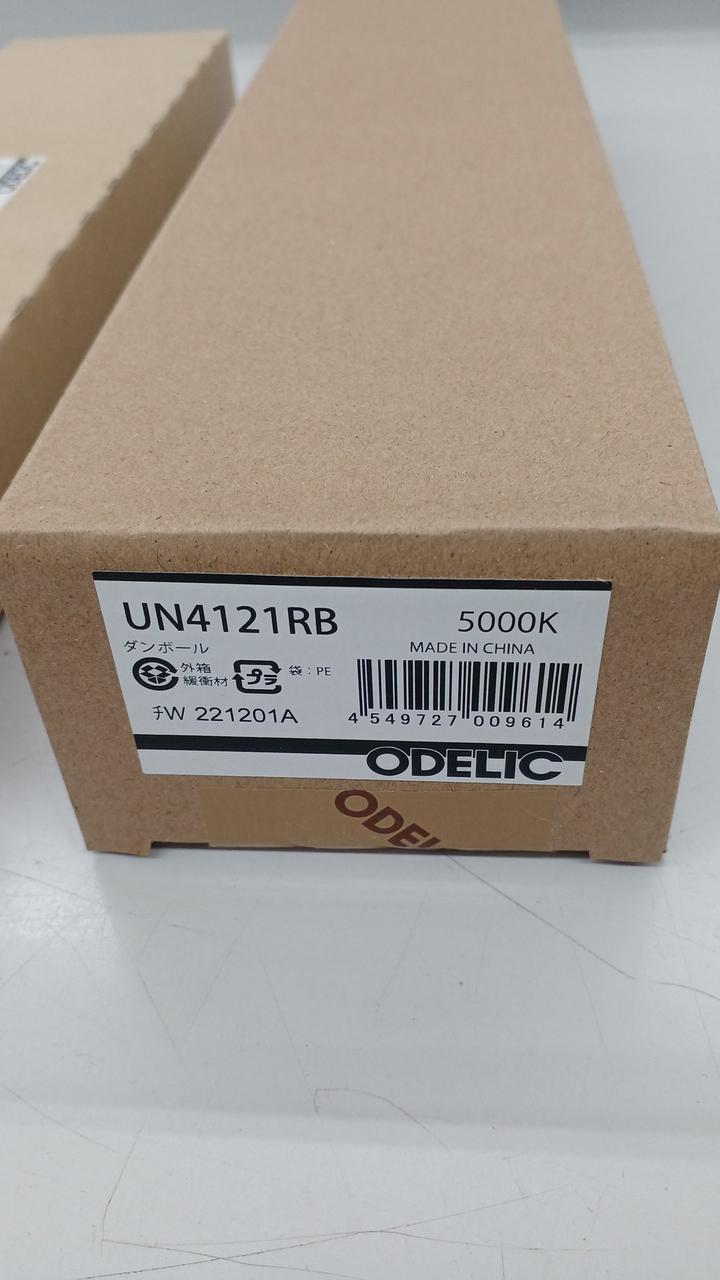 UN4121RB
5000K
ダンボール
外箱
緩衝材
プラ
袋：PE
MADE IN CHINA
ﾁW 221201A
4 549727 009614
ODELIC